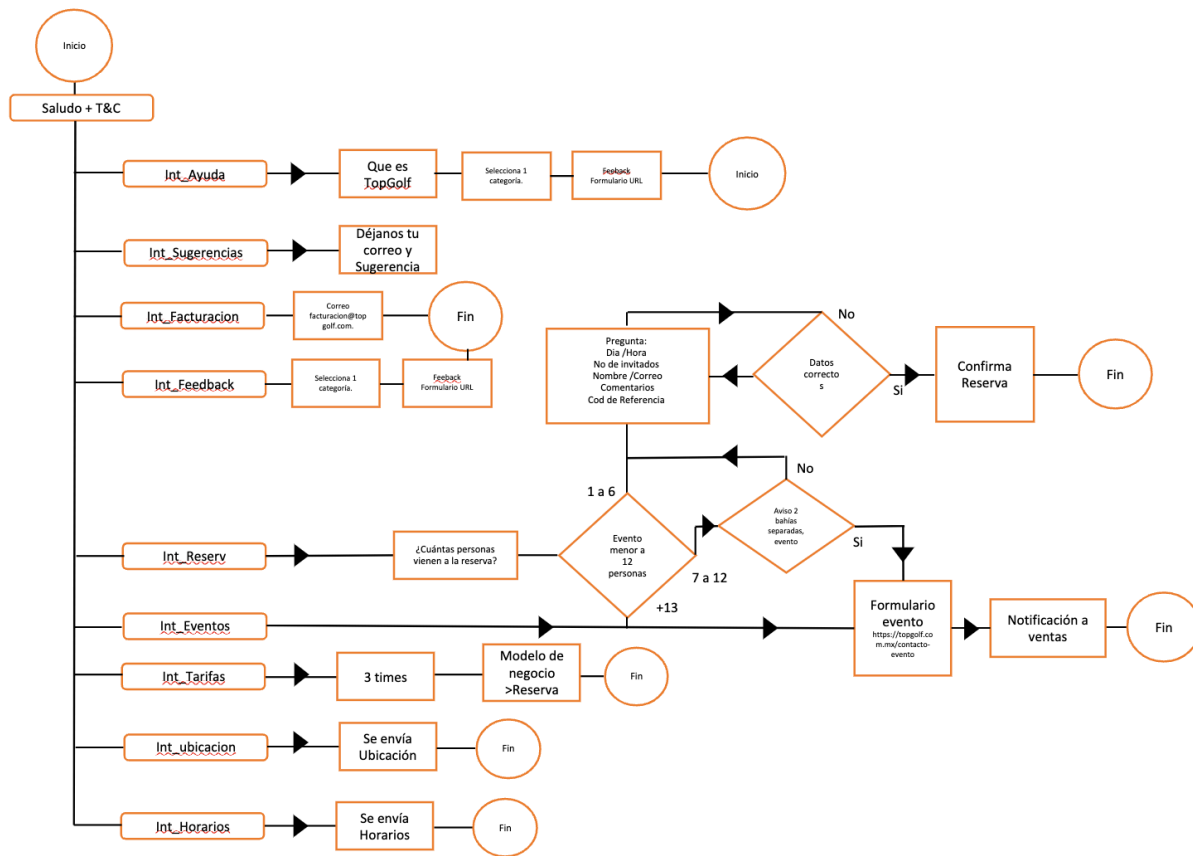 Inicio
Saludo + T&C
Int_Ayuda
Que es
TopGolf
Selecciona 1
categoría.
Feeback
Formulario URL
Inicio
Int_Sugerencias
Déjanos tu
correo y
Sugerencia
Int_Facturacion
Correo
facturacion@top
golf.com.
Fin
Int_Feedback
Selecciona 1
categoría.
Feeback
Formulario URL
Pregunta:
Dia /Hora
No de invitados
Nombre /Correo
Comentarios
Cod de Referencia
No
Datos
correcto
s
Si
Confirma
Reserva
Fin
1 a 6
No
Int_Reserv
¿Cuántas personas
vienen a la reserva?
Evento
menor a
12
personas
7 a 12
Aviso 2
bahías
separadas,
evento
Si
+13
Int_Eventos
Formulario
evento
https://topgolf.co
m.mx/contacto-
evento
Notificación a
ventas
Fin
Int_Tarifas
3 times
Modelo de
negocio
>Reserva
Fin
Int_ubicacion
Se envía
Ubicación
Fin
Int_Horarios
Se envía
Horarios
Fin